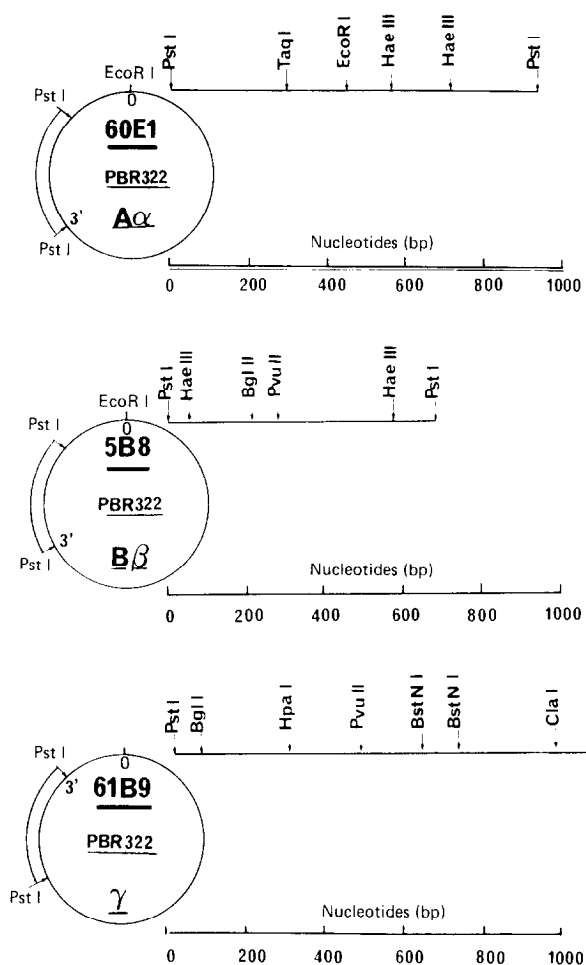 Pst I Taq I EcoR I Hae III Hae III Pst I
EcoR I
Pst I
0
60E1
PBR322
Aα
3'
Pst I
Nucleotides (bp)
0 200 400 600 800 1000
Pst I Hae III Bgl II Pvu II Hae III Pst I
EcoR I
Pst I
0
5B8
PBR322
Bβ
3'
Pst I
Nucleotides (bp)
0 200 400 600 800 1000
Pst I Bgl I Hpa I Pvu II BstN I BstN I Cla I
Pst I
0
3'
61B9
PBR322
Pst I
γ
Nucleotides (bp)
0 200 400 600 800 1000